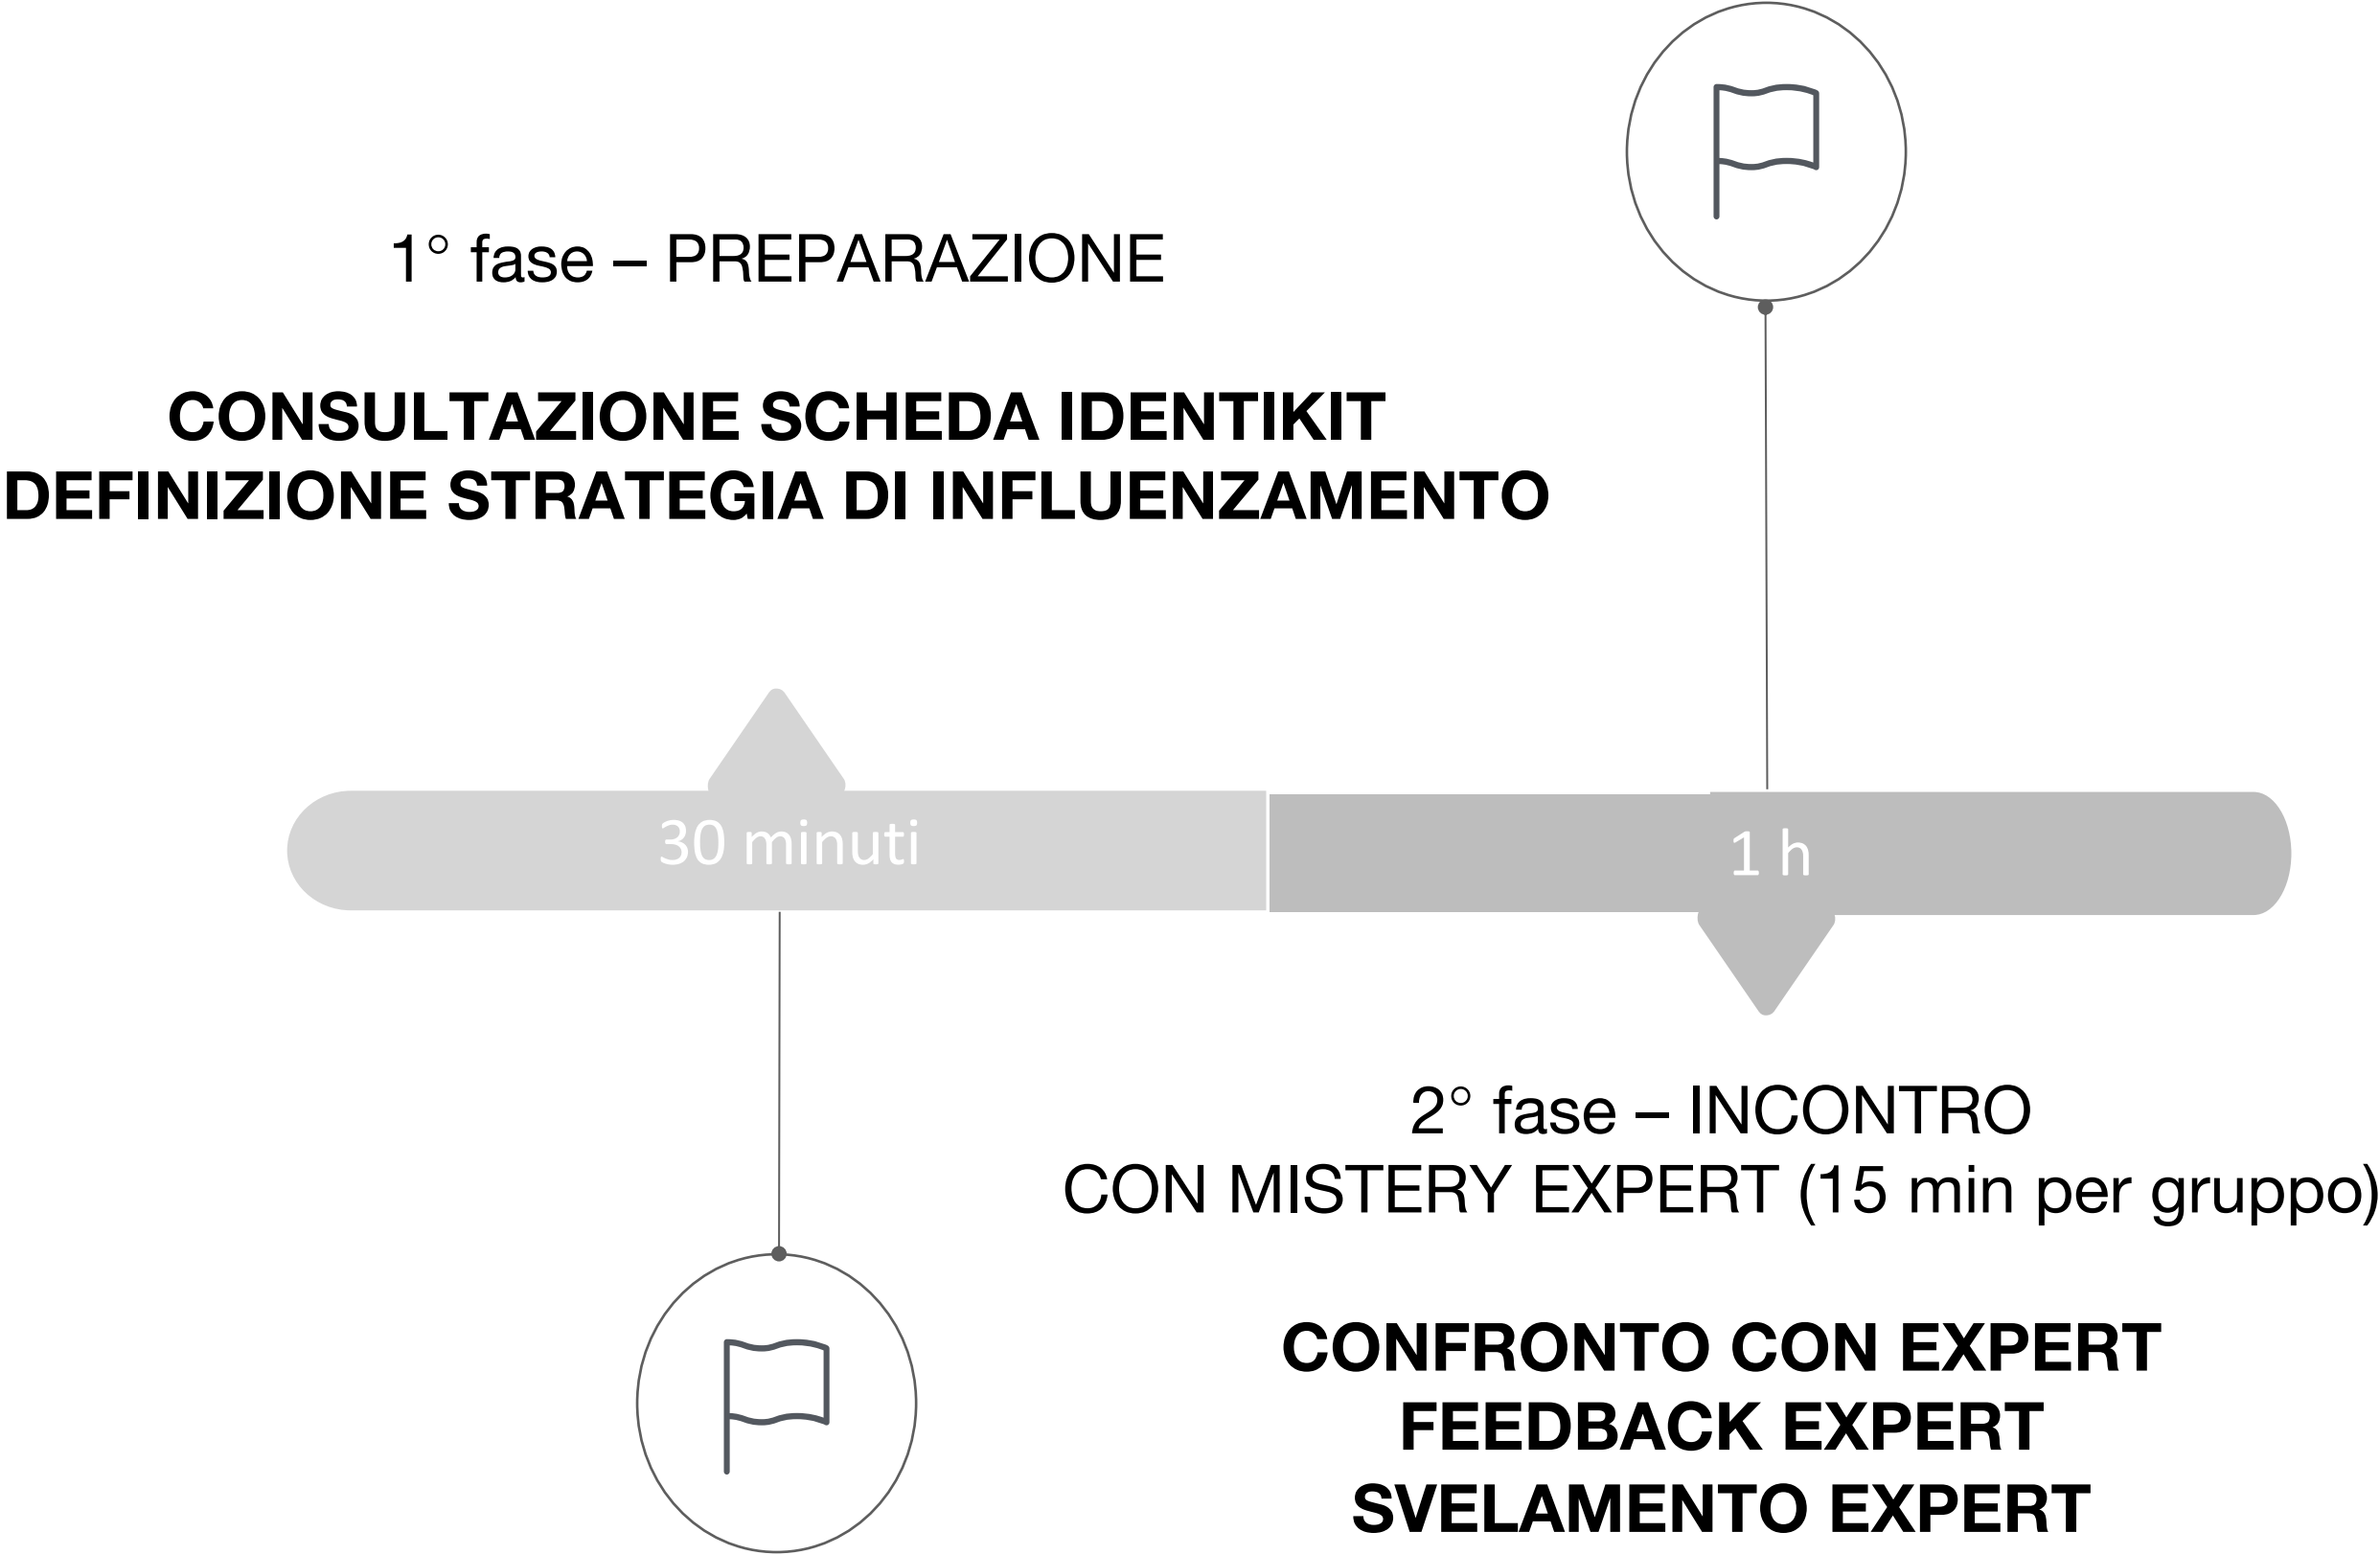 1° fase – PREPARAZIONE
CONSULTAZIONE SCHEDA IDENTIKIT
DEFINIZIONE STRATEGIA DI INFLUENZAMENTO
30 minuti
1 h
2° fase – INCONTRO
CON MISTERY EXPERT (15 min per gruppo)
CONFRONTO CON EXPERT
FEEDBACK EXPERT
SVELAMENTO EXPERT